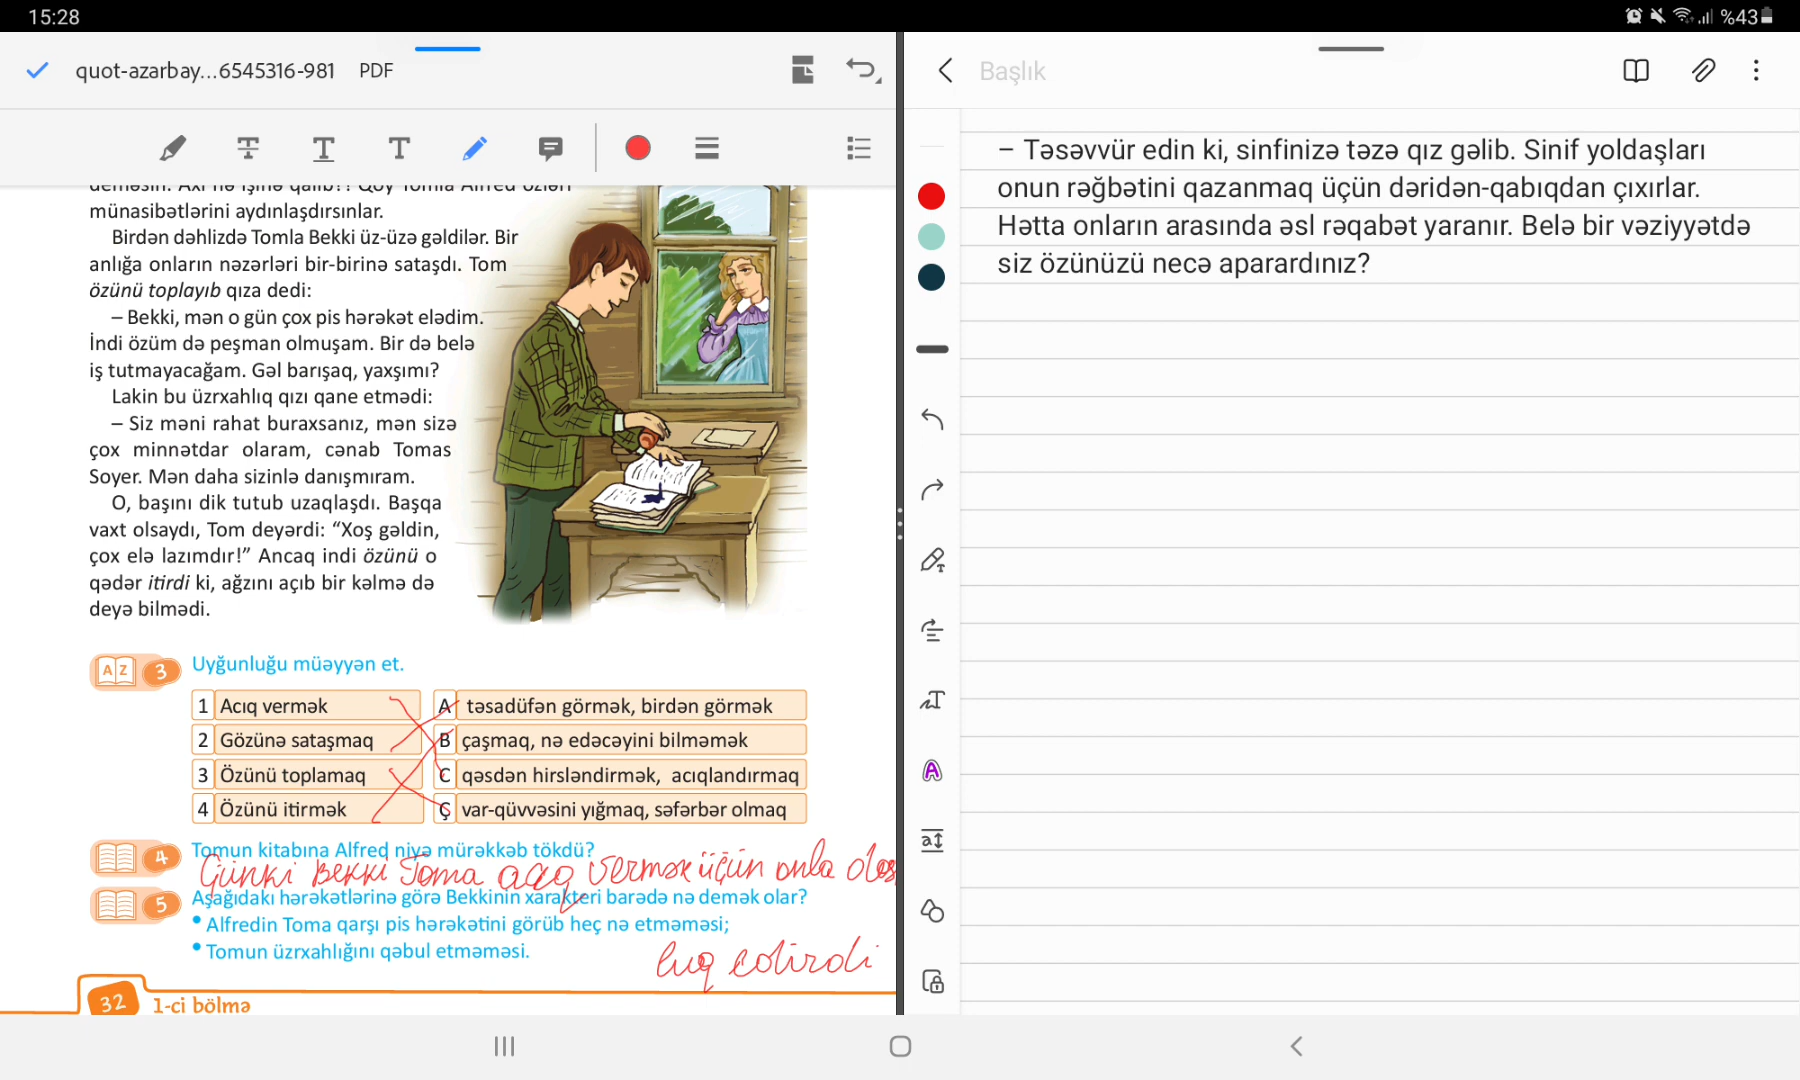 15:28
%43
quot-azarbay...6545316-981 PDF
münasibətlərini aydınlaşdırsınlar.
Birdən dəhlizdə Tomla Bekki üz-üzə gəldilər. Bir
anlığa onların nəzərləri bir-birinə sataşdı. Tom
özünü toplayıb qıza dedi:
– Bekki, mən o gün çox pis hərəkət elədim.
İndi özüm də peşman olmuşam. Bir də belə
iş tutmayacağam. Gəl barışaq, yaxşımı?
Lakin bu üzrxahlıq qızı qane etmədi:
– Siz məni rahat buraxsanız, mən sizə
çox minnətdar olaram, cənab Tomas
Soyer. Mən daha sizinlə danışmıram.
O, başını dik tutub uzaqlaşdı. Başqa
vaxt olsaydı, Tom deyərdi: “Xoş gəldin,
çox elə lazımdır!” Ancaq indi özünü o
qədər itirdi ki, ağzını açıb bir kəlmə də
deyə bilmədi.
AZ 3 Uyğunluğu müəyyən et.
1 Acıq vermək A təsadüfən görmək, birdən görmək
2 Gözünə sataşmaq B çaşmaq, nə edəcəyini bilməmək
3 Özünü toplamaq C qəsdən hirsləndirmək, acıqlandırmaq
4 Özünü itirmək Ç var-qüvvəsini yığmaq, səfərbər olmaq
4 Tomun kitabına Alfred niyə mürəkkəb tökdü?
Çünki Bekki Toma acıq vermək üçün onla
5 Aşağıdakı hərəkətlərinə görə Bekkinin xarakteri barədə nə demək olar?
• Alfredin Toma qarşı pis hərəkətini görüb heç nə etməməsi;
• Tomun üzrxahlığını qəbul etməməsi.
luq edirdi
32 1-ci bölmə
Başlık
– Təsəvvür edin ki, sinfinizə təzə qız gəlib. Sinif yoldaşları
onun rəğbətini qazanmaq üçün dəridən-qabıqdan çıxırlar.
Hətta onların arasında əsl rəqabət yaranır. Belə bir vəziyyətdə
siz özünüzü necə aparardınız?